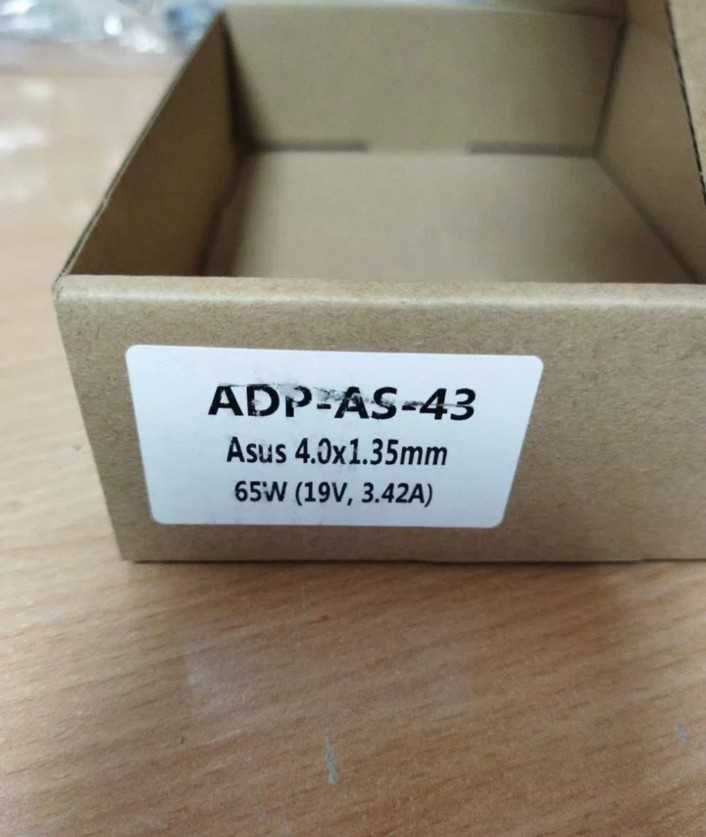 ADP-AS-43
Asus 4.0x1.35mm
65W (19V, 3.42A)